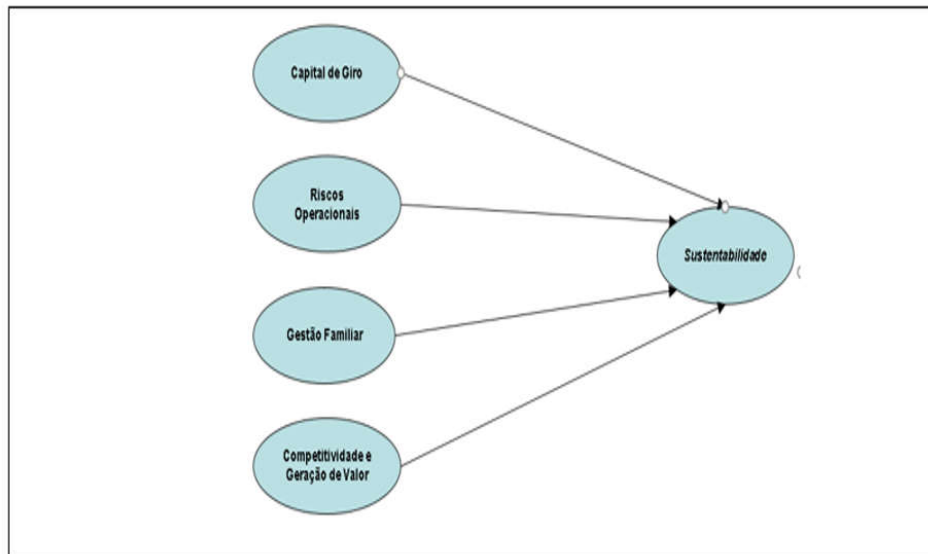 Capital de Giro
Riscos
Operacionais
Sustentabilidade
Gestão Familiar
Competitividade e
Geração de Valor